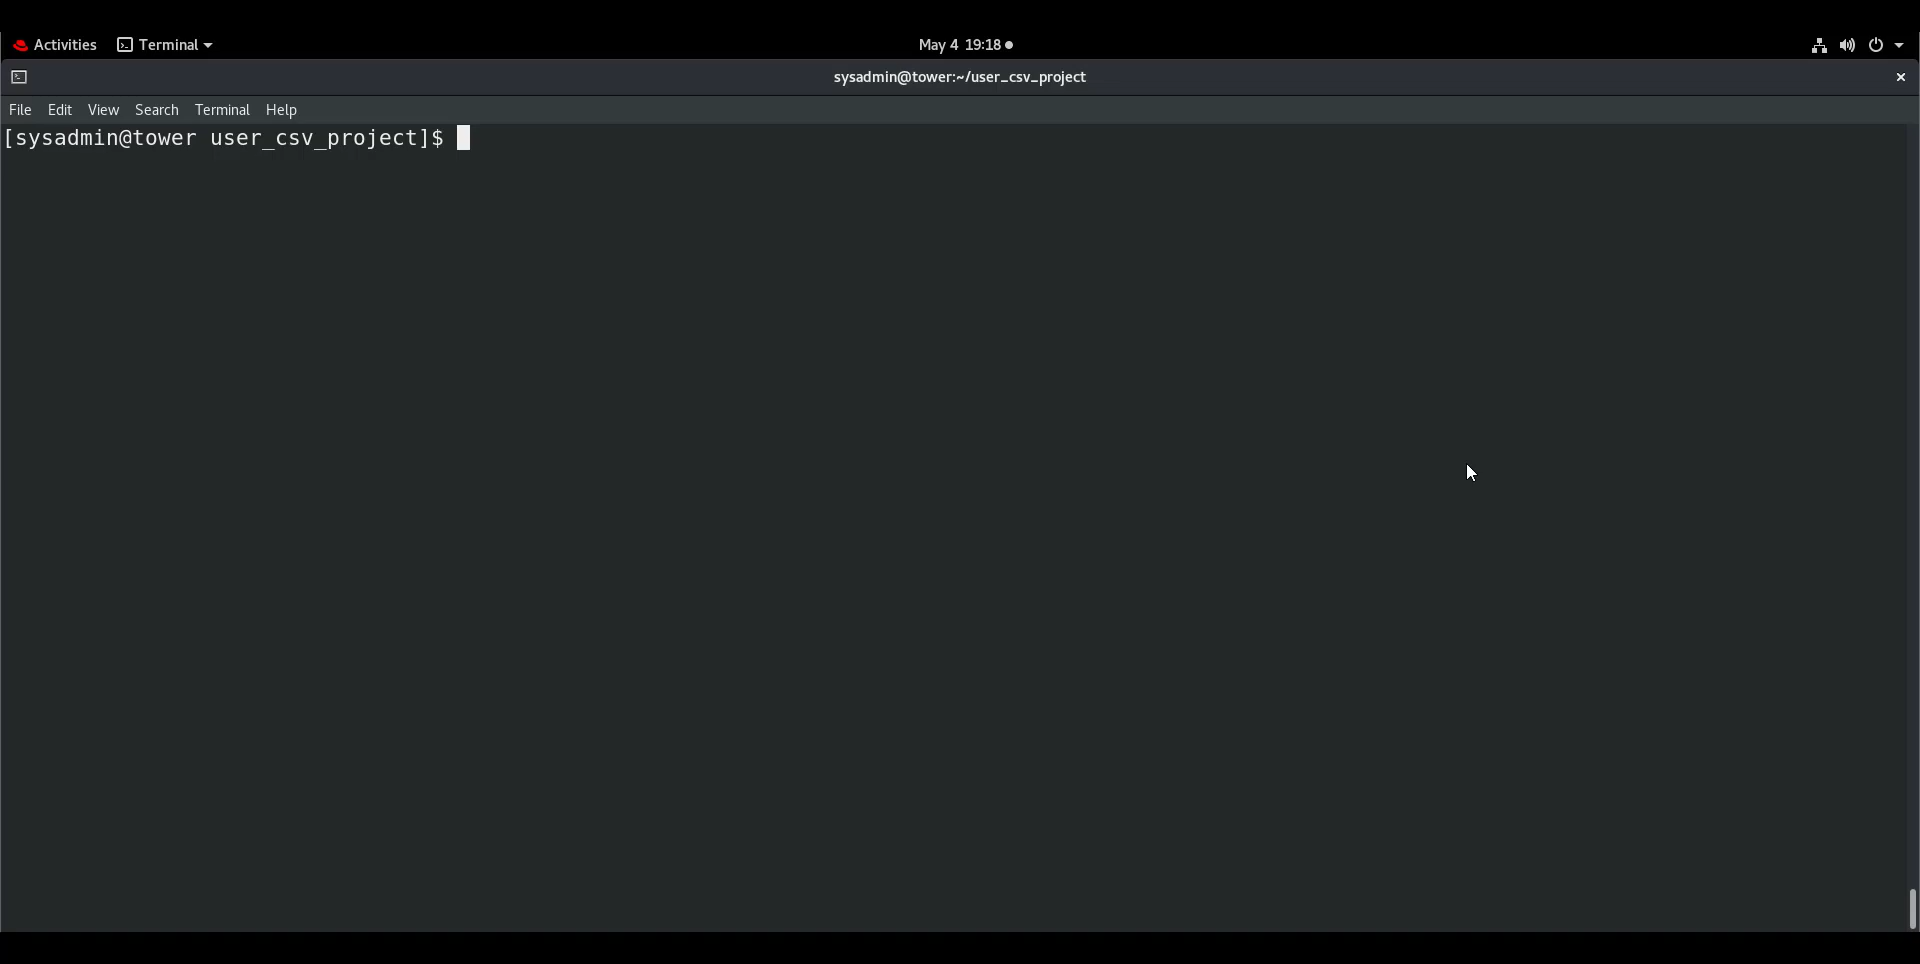 Activities Terminal May 4 19:18
sysadmin@tower:~/user_csv_project
File Edit View Search Terminal Help
[sysadmin@tower user_csv_project]$